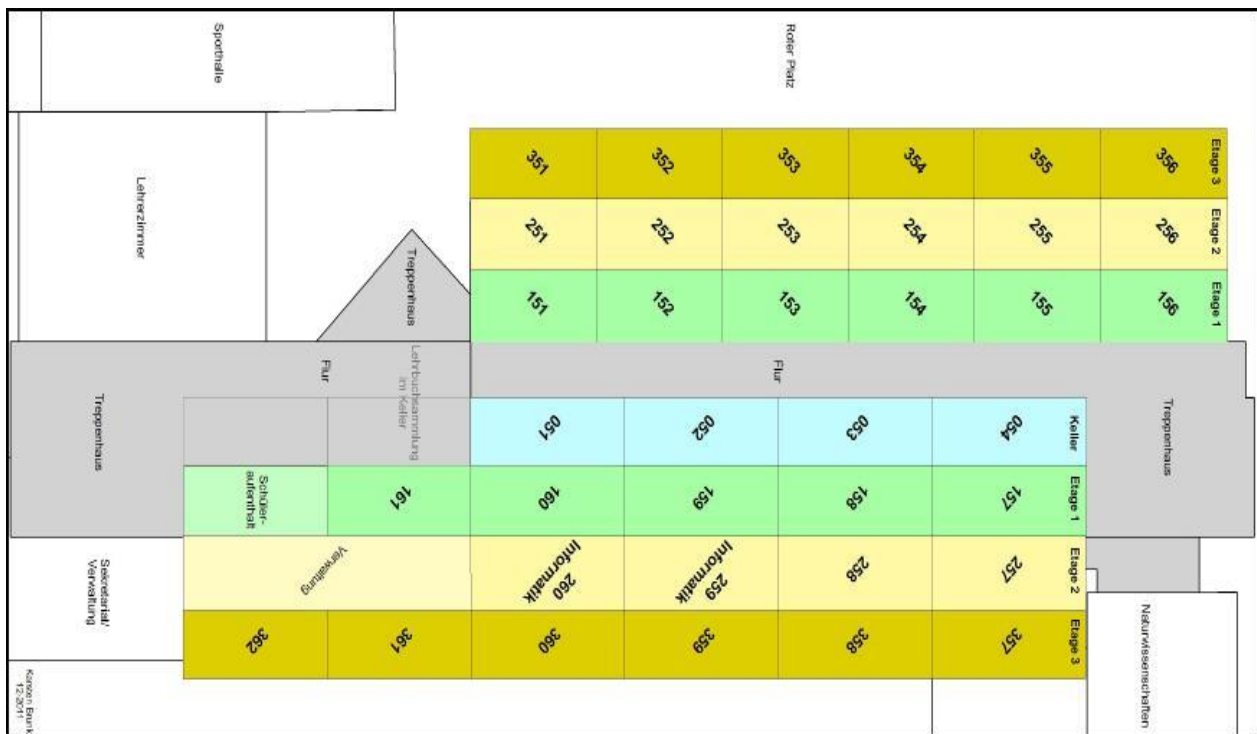 Sporthalle
Roter Platz
Lehrerzimmer
351
352
353
354
355
356
Etage 3
251
252
253
254
255
256
Etage 2
Treppenhaus
151
152
153
154
155
156
Etage 1
Flur
Flur
Lehrbuchsammlung
im Keller
Treppenhaus
051
052
053
054
Keller
Treppenhaus
Schüler-
aufenthalt
161
160
159
158
157
Etage 1
Verwaltung
260
Informatik
259
Informatik
258
257
Etage 2
Sekretariat/
Verwaltung
362
361
360
359
358
357
Etage 3
Naturwissenschaften
Karsten Brunk
12-2011